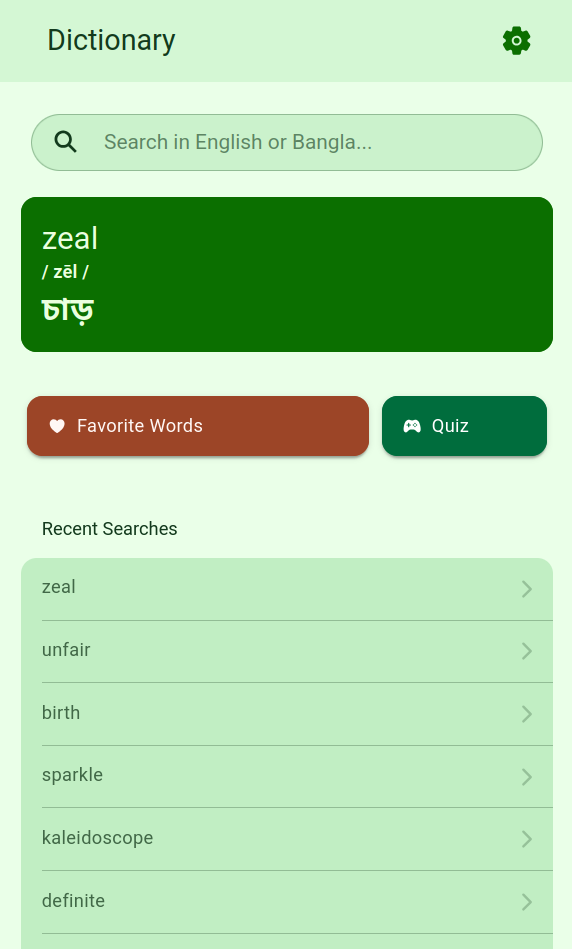 Dictionary
Search in English or Bangla...
zeal
/ zēl /
চাড়
Favorite Words
Quiz
Recent Searches
zeal
unfair
birth
sparkle
kaleidoscope
definite